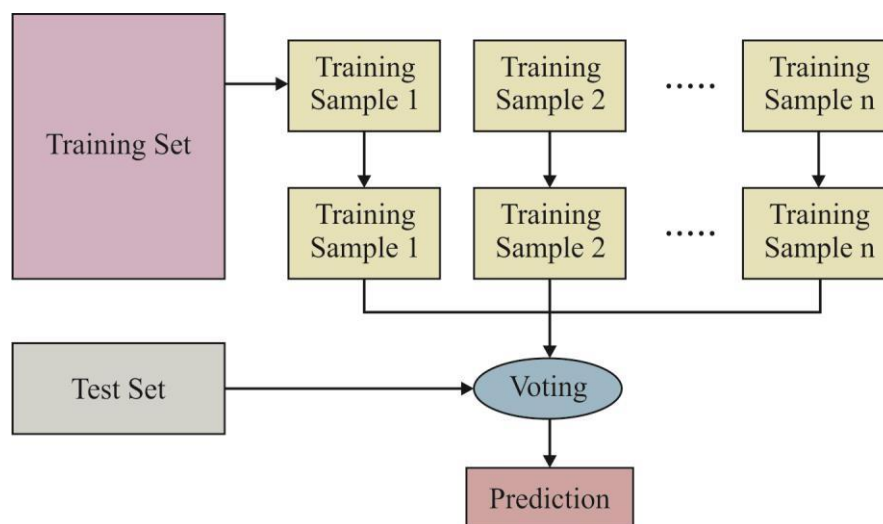 Training Set
Training
Sample 1
Training
Sample 2
.....
Training
Sample n
Training
Sample 1
Training
Sample 2
.....
Training
Sample n
Test Set
Voting
Prediction